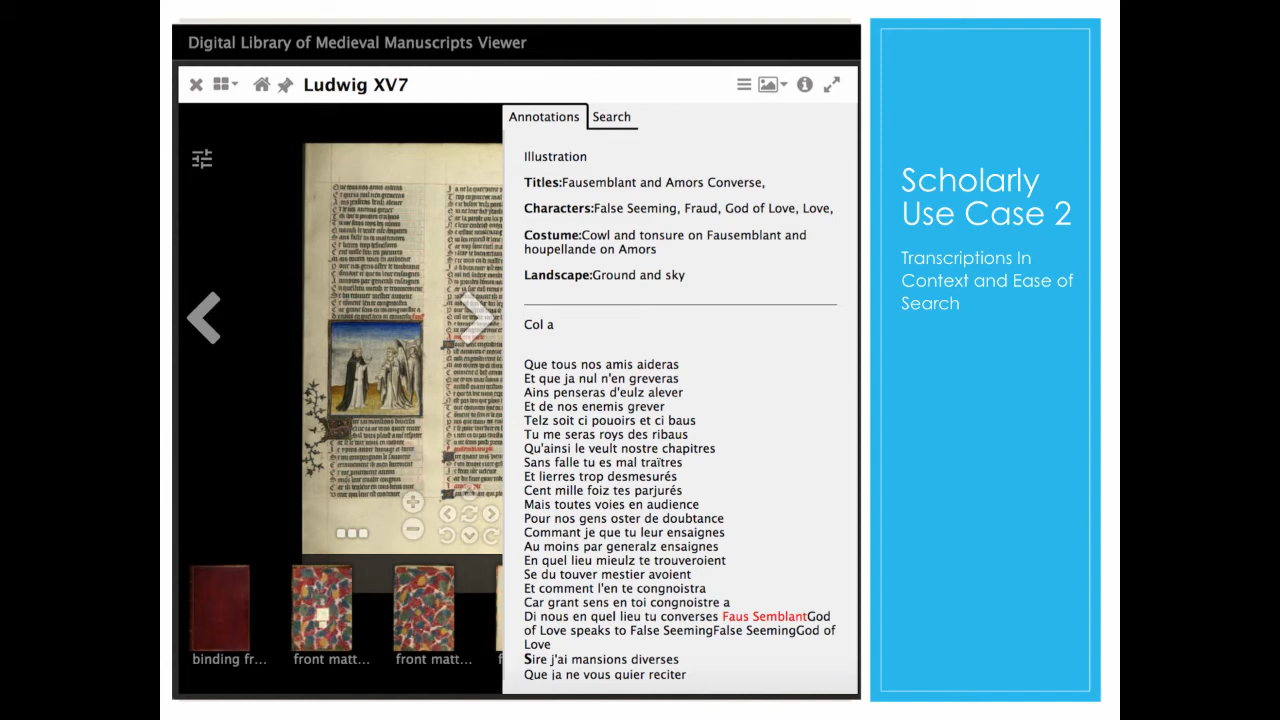 Digital Library of Medieval Manuscripts Viewer
Ludwig XV7
Annotations
Search
Illustration
Titles:Fausemblant and Amors Converse,
Characters:False Seeming, Fraud, God of Love, Love,
Costume:Cowl and tonsure on Fausemblant and
houpellande on Amors
Landscape:Ground and sky
Col a
Que tous nos amis aideras
Et que ja nul n'en greveras
Ains penseras d'eulz alever
Et de nos enemis grever
Telz soit ci pouoirs et ci baus
Tu me seras roys des ribaus
Qu'ainsi le veult nostre chapitres
Sans falle tu es mal traïtres
Et lierres trop desmesurés
Cent mille foiz tes parjurés
Mais toutes voies en audience
Pour nos gens oster de doubtance
Commant je que tu leur ensaignes
Au moins par generalz ensaignes
En quel lieu mieulz te trouveroient
Se du touver mestier avoient
Et comment l'en te congnoistra
Car grant sens en toi congnoistre a
Di nous en quel lieu tu converses Faus SemblantGod
of Love speaks to False SeemingFalse SeemingGod of
Love
Sire j'ai mansions diverses
Que ja ne vous quier reciter
binding fr...
front matt...
front matt...
Scholarly
Use Case 2
Transcriptions In
Context and Ease of
Search